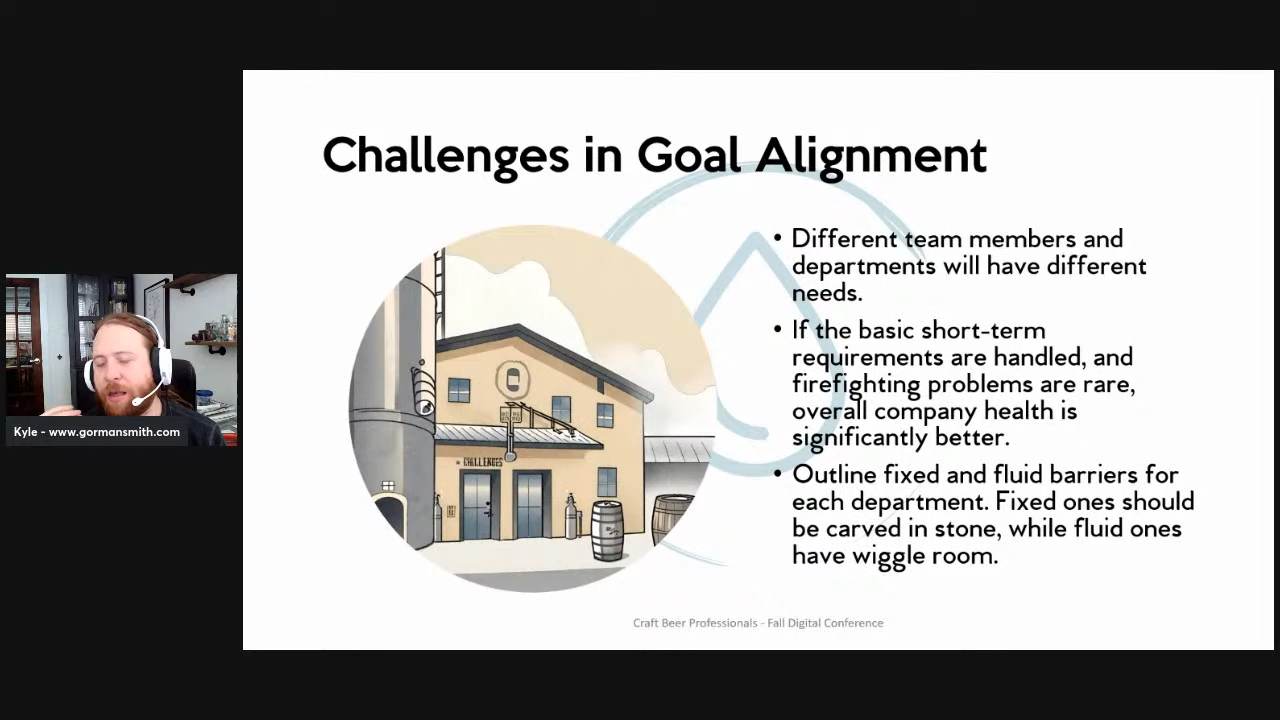 Challenges in Goal Alignment
• Different team members and
departments will have different
needs.
• If the basic short-term
requirements are handled, and
firefighting problems are rare,
overall company health is
significantly better.
• Outline fixed and fluid barriers for
each department. Fixed ones should
be carved in stone, while fluid ones
have wiggle room.
CHALLENGES
Kyle - www.gormansmith.com
Craft Beer Professionals - Fall Digital Conference